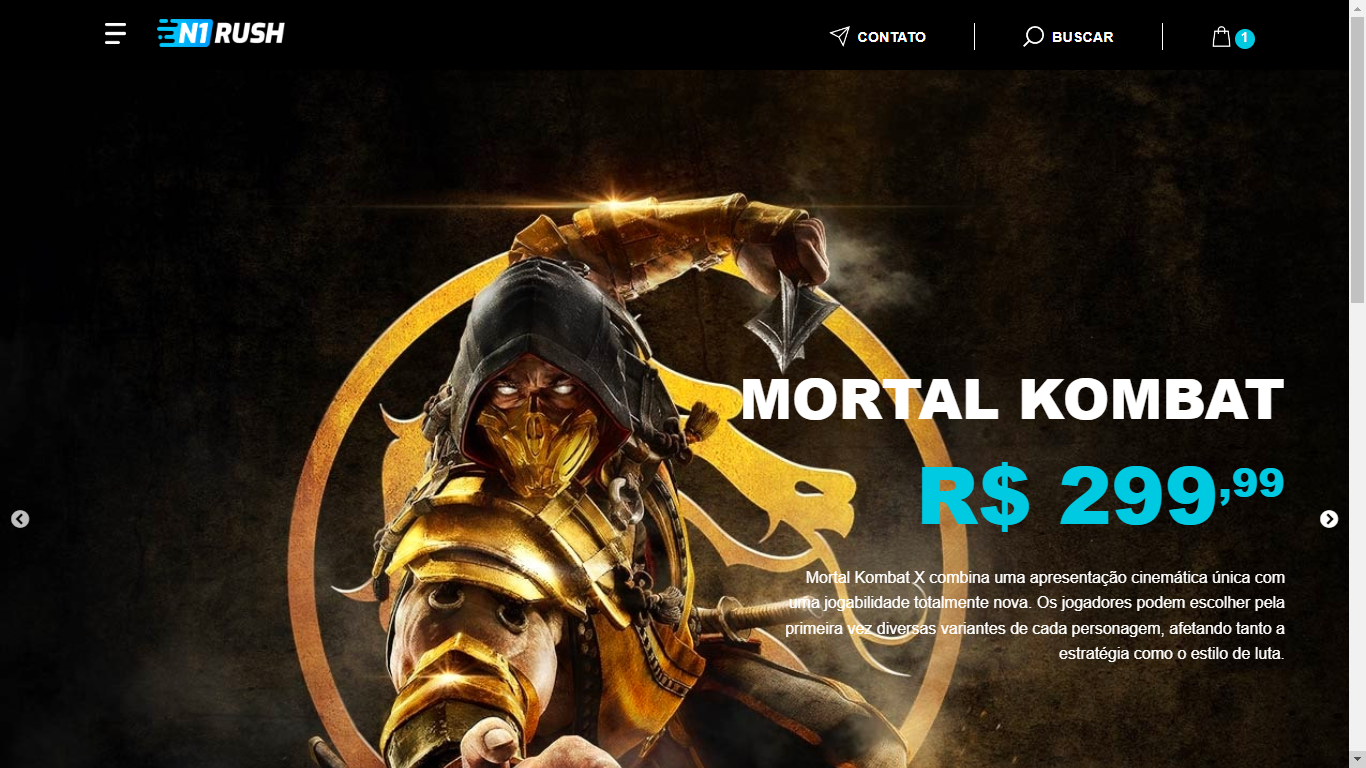 N1 RUSH
CONTATO
BUSCAR
1
MORTAL KOMBAT
R$ 299,99
Mortal Kombat X combina uma apresentação cinemática única com
uma jogabilidade totalmente nova. Os jogadores podem escolher pela
primeira vez diversas variantes de cada personagem, afetando tanto a
estratégia como o estilo de luta.